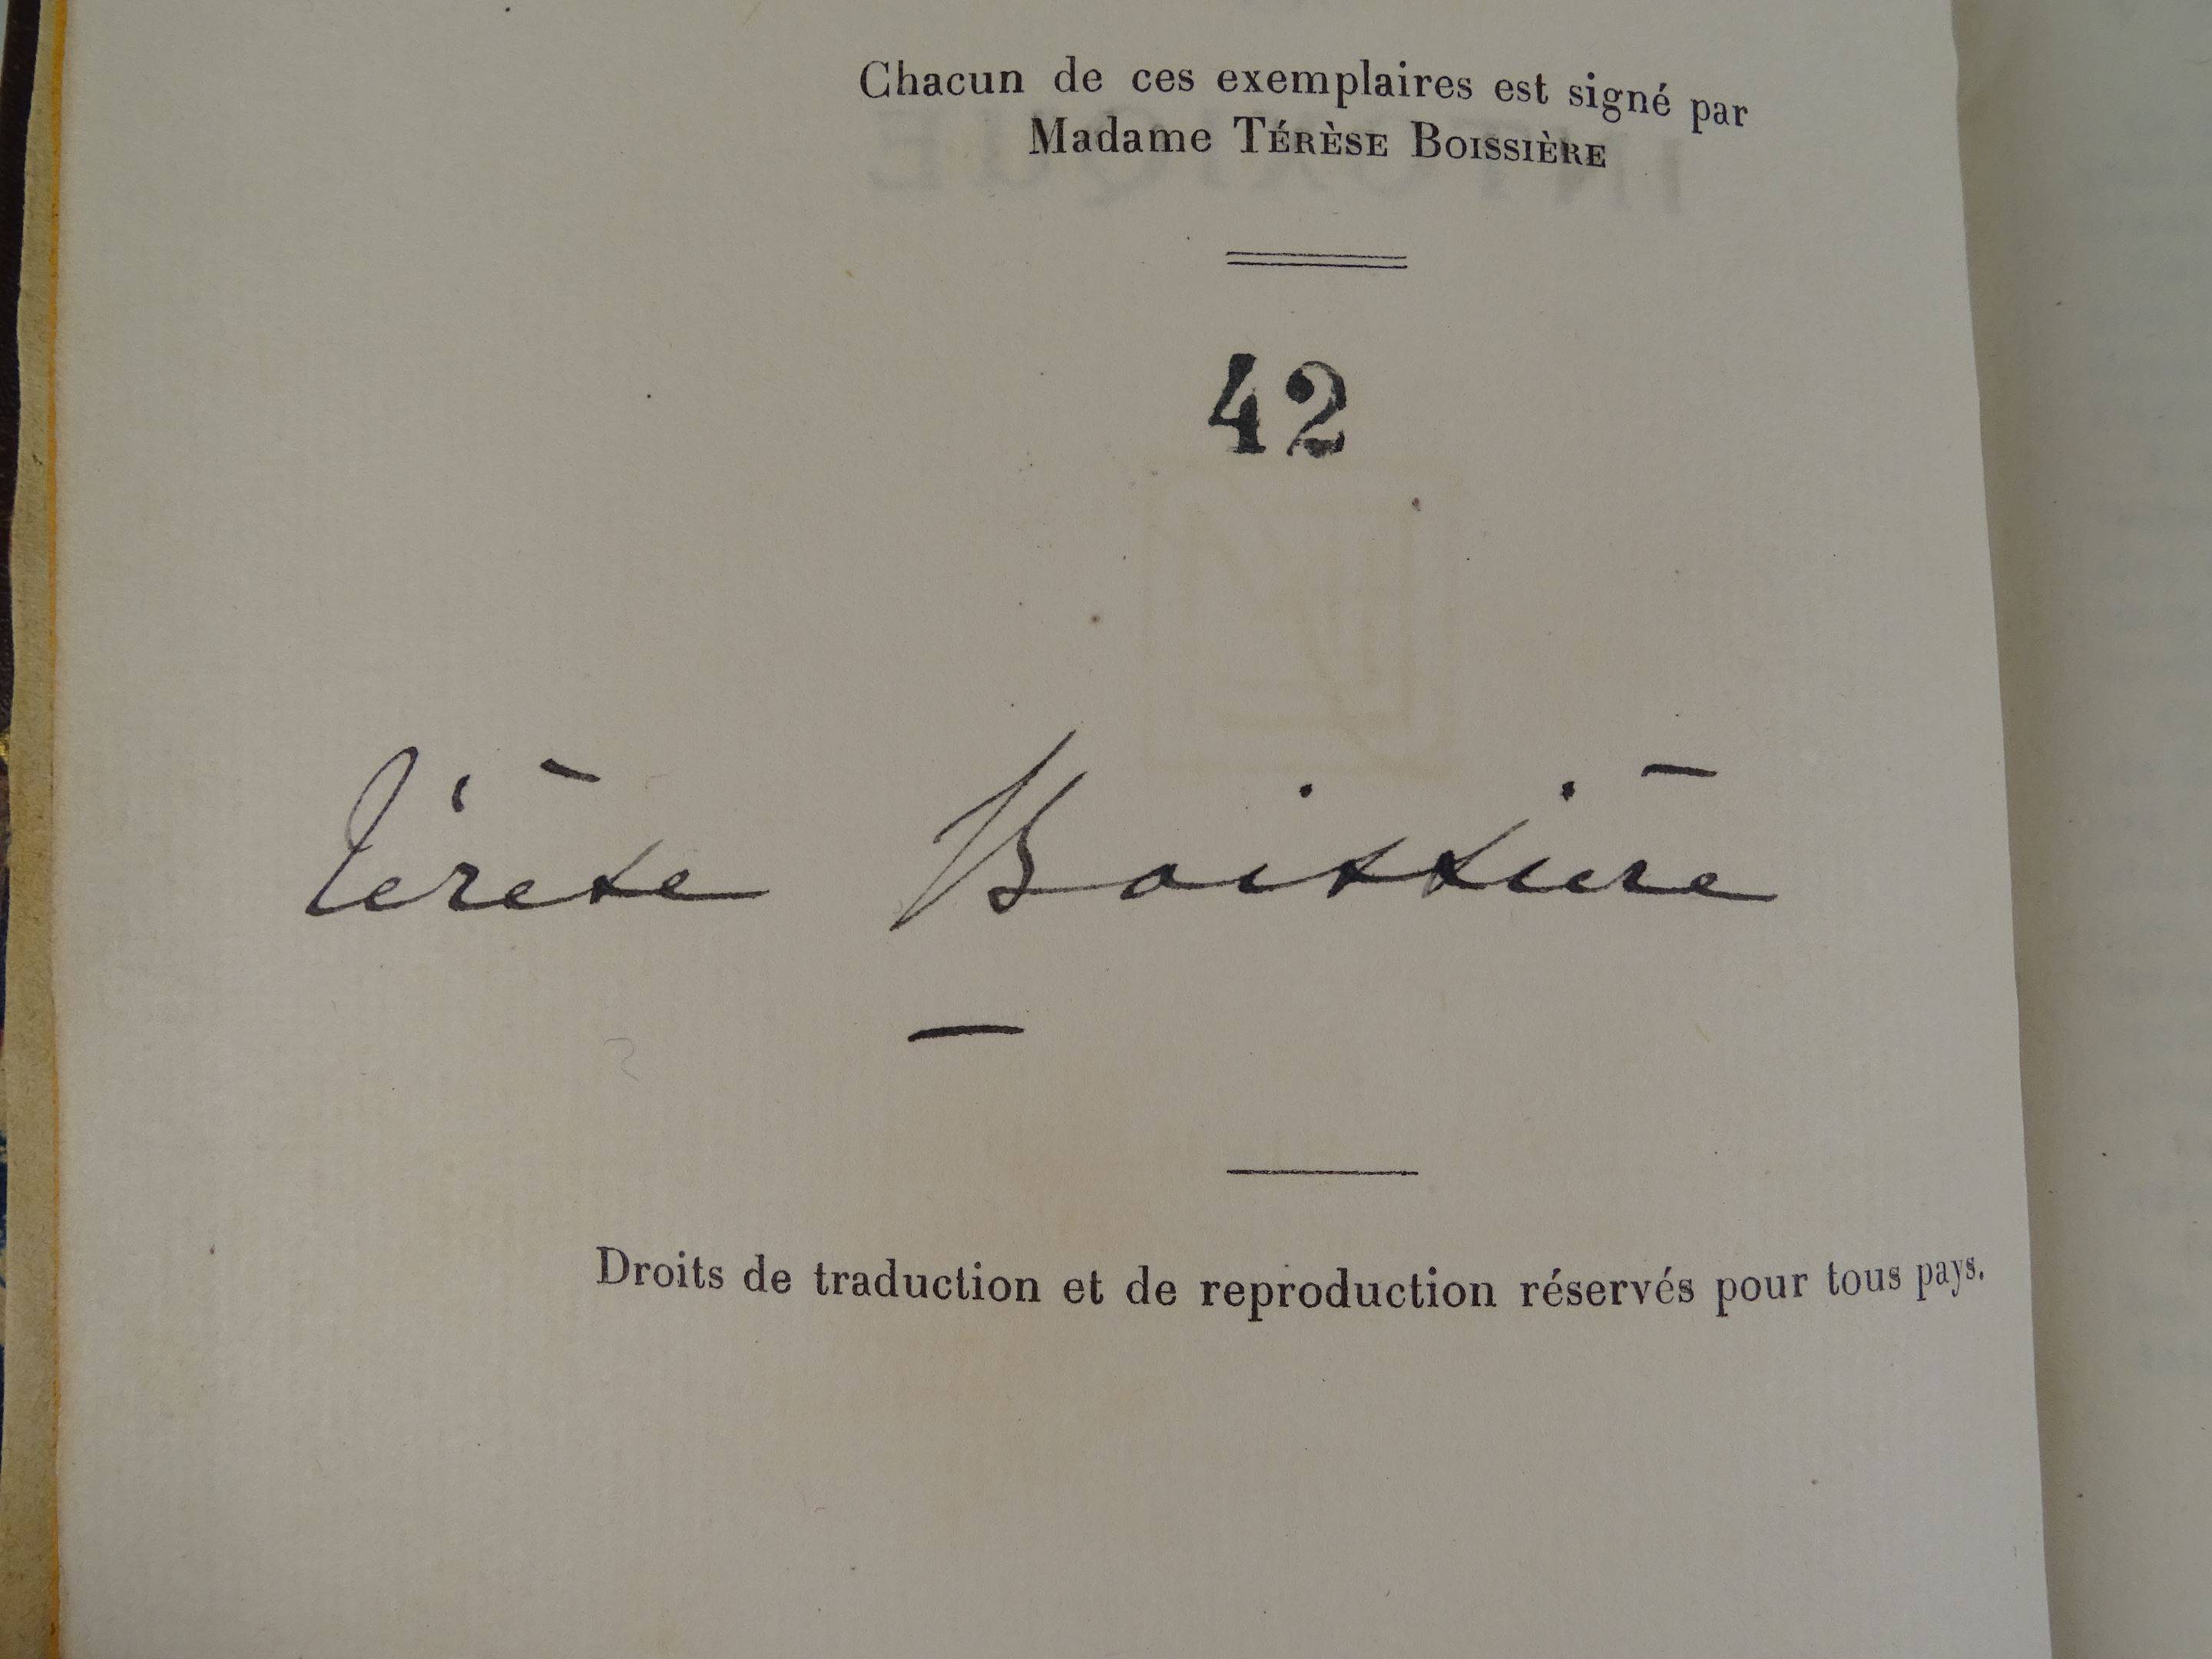 Chacun de ces exemplaires est signé par
Madame TÉRÈSE BOISSIÈRE
42
Térèse Boissière
Droits de traduction et de reproduction réservés pour tous pays.